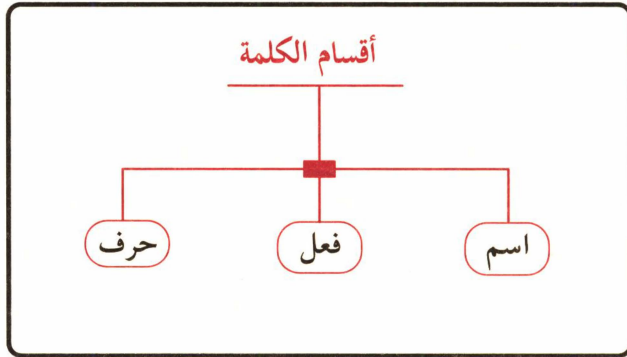 أقسام الكلمة
اسم
فعل
حرف